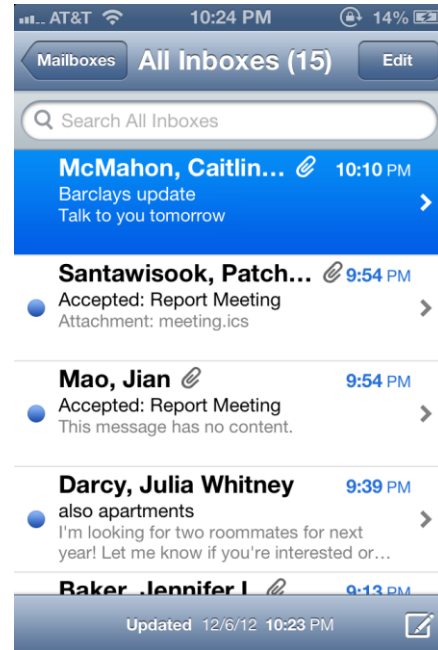 AT&T 10:24 PM 14%
Mailboxes All Inboxes (15) Edit
Search All Inboxes
McMahon, Caitlin... 10:10 PM
Barclays update
Talk to you tomorrow
Santawisook, Patch... 9:54 PM
Accepted: Report Meeting
Attachment: meeting.ics
Mao, Jian 9:54 PM
Accepted: Report Meeting
This message has no content.
Darcy, Julia Whitney 9:39 PM
also apartments
I'm looking for two roommates for next
year! Let me know if you're interested or...
Baker, Jennifer L 9:13 PM
Updated 12/6/12 10:23 PM